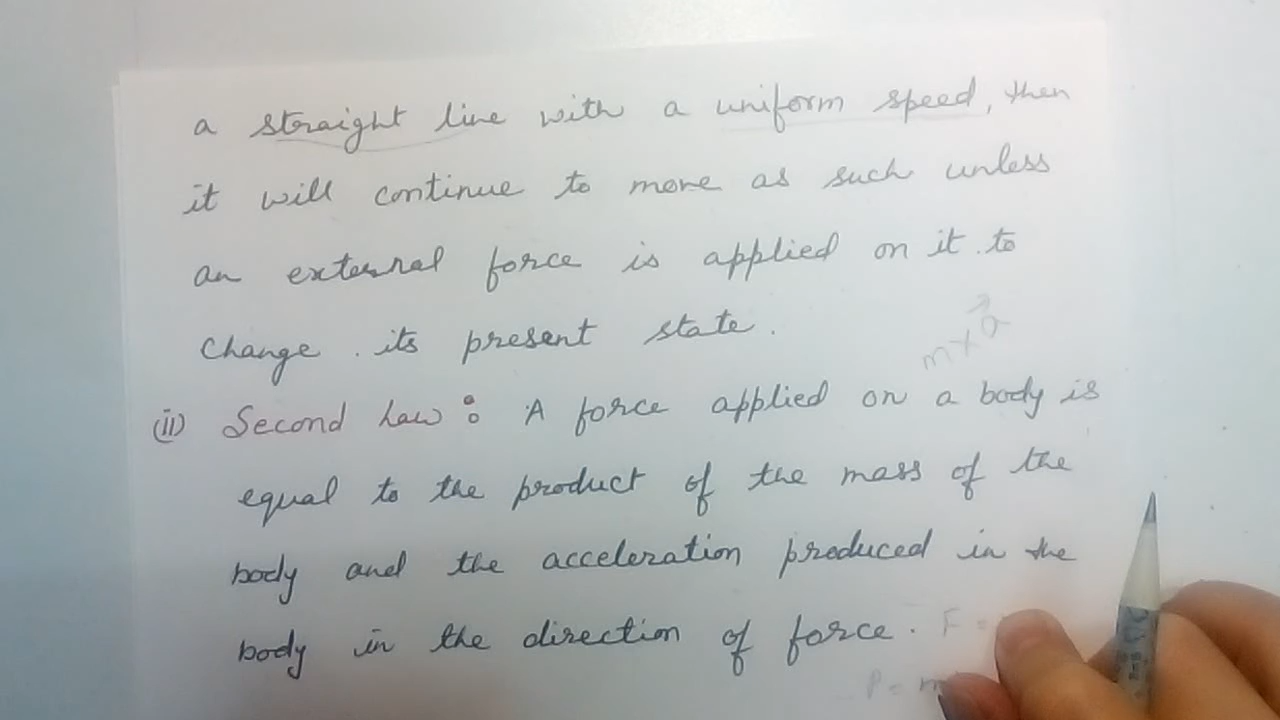 a straight line with a uniform speed, then
it will continue to move as such unless
an external force is applied on it to
change its present state.
m x a
(ii) Second Law : A force applied on a body is
equal to the product of the mass of the
body and the acceleration produced in the
body in the direction of force. F =
P = m